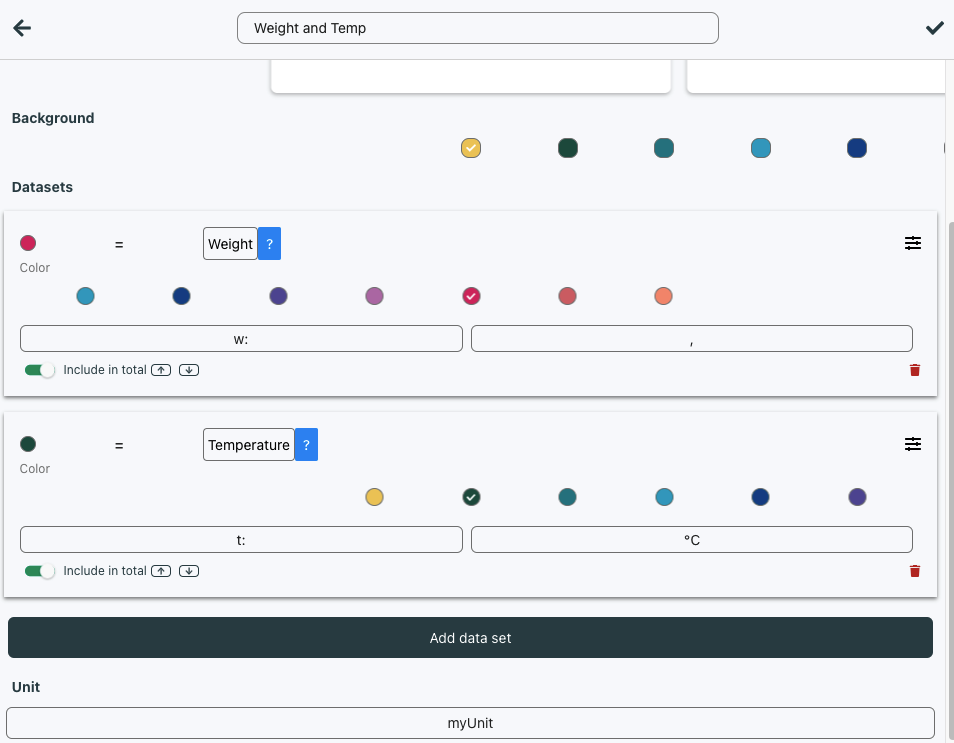 Weight and Temp
Background
Datasets
= Weight ?
Color
w: ,
Include in total
= Temperature ?
Color
t: °C
Include in total
Add data set
Unit
myUnit